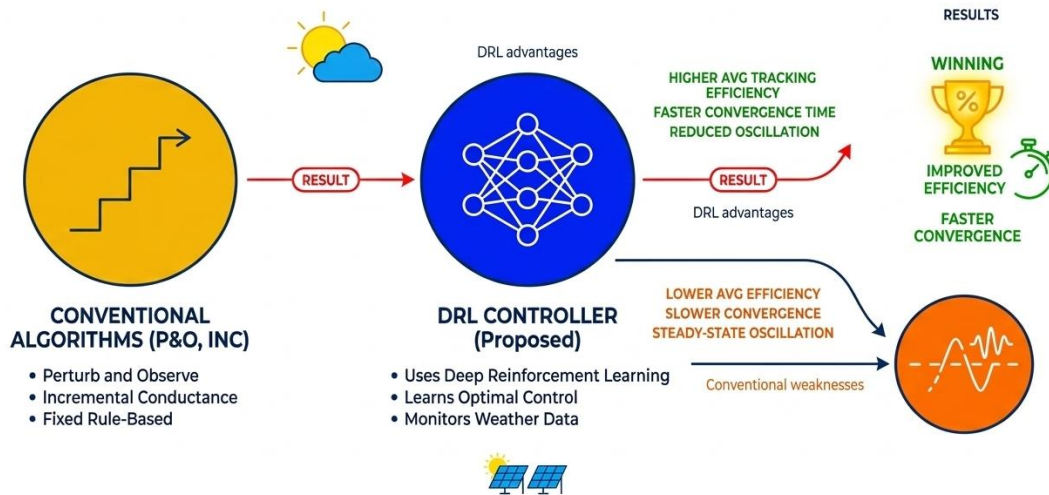 RESULTS
DRL advantages
WINNING
HIGHER AVG TRACKING
EFFICIENCY
FASTER CONVERGENCE TIME
REDUCED OSCILLATION
%
RESULT
RESULT
IMPROVED
EFFICIENCY
DRL advantages
FASTER
CONVERGENCE
CONVENTIONAL
ALGORITHMS (P&O, INC)
• Perturb and Observe
• Incremental Conductance
• Fixed Rule-Based
DRL CONTROLLER
(Proposed)
• Uses Deep Reinforcement Learning
• Learns Optimal Control
• Monitors Weather Data
LOWER AVG EFFICIENCY
SLOWER CONVERGENCE
STEADY-STATE OSCILLATION
Conventional weaknesses